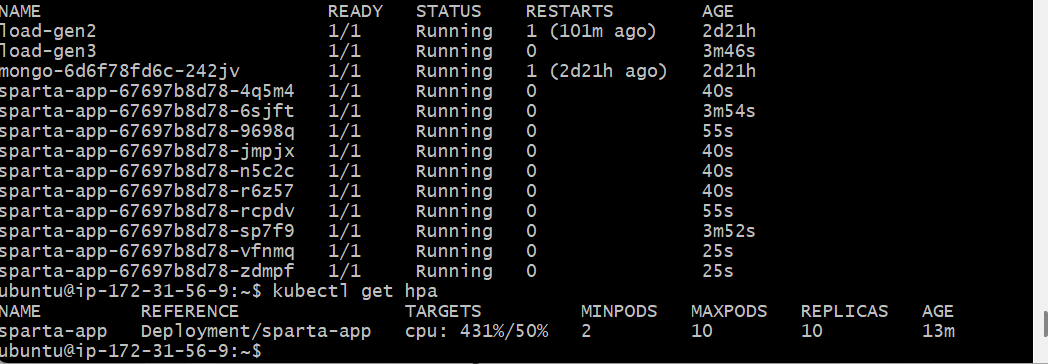 NAME READY STATUS RESTARTS AGE
load-gen2 1/1 Running 1 (101m ago) 2d21h
load-gen3 1/1 Running 0 3m46s
mongo-6d6f78fd6c-242jv 1/1 Running 1 (2d21h ago) 2d21h
sparta-app-67697b8d78-4q5m4 1/1 Running 0 40s
sparta-app-67697b8d78-6sjft 1/1 Running 0 3m54s
sparta-app-67697b8d78-9698q 1/1 Running 0 55s
sparta-app-67697b8d78-jmpjx 1/1 Running 0 40s
sparta-app-67697b8d78-n5c2c 1/1 Running 0 40s
sparta-app-67697b8d78-r6z57 1/1 Running 0 40s
sparta-app-67697b8d78-rcpdv 1/1 Running 0 55s
sparta-app-67697b8d78-sp7f9 1/1 Running 0 3m52s
sparta-app-67697b8d78-vfnmq 1/1 Running 0 25s
sparta-app-67697b8d78-zdmpf 1/1 Running 0 25s
ubuntu@ip-172-31-56-9:~$ kubectl get hpa
NAME REFERENCE TARGETS MINPODS MAXPODS REPLICAS AGE
sparta-app Deployment/sparta-app cpu: 431%/50% 2 10 10 13m
ubuntu@ip-172-31-56-9:~$